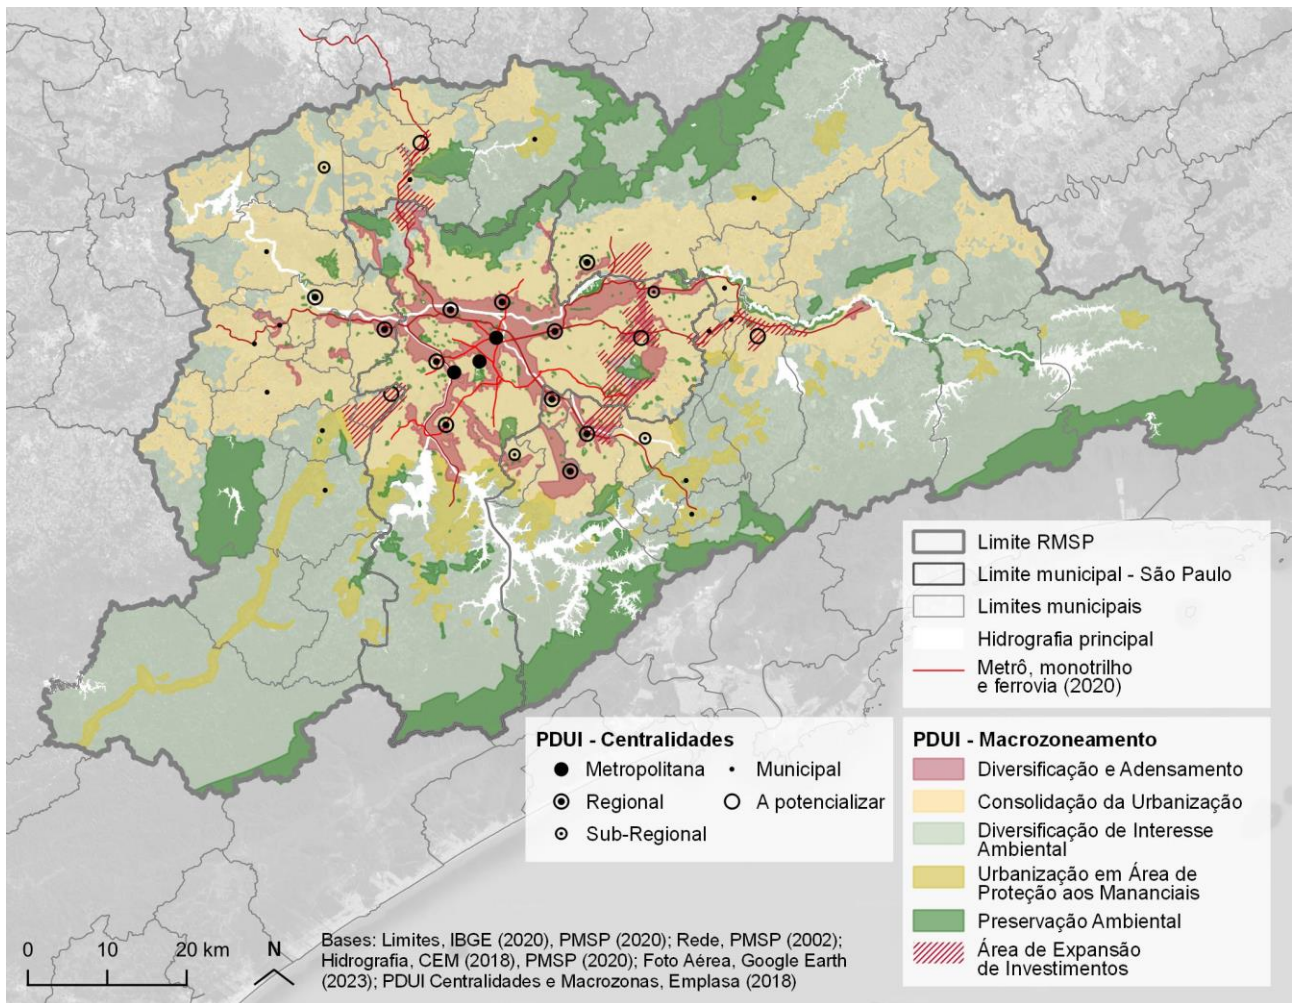 Limite RMSP
Limite municipal - São Paulo
Limites municipais
Hidrografia principal
Metrô, monotrilho
e ferrovia (2020)
PDUI - Centralidades
Metropolitana
Municipal
Regional
A potencializar
Sub-Regional
PDUI - Macrozoneamento
Diversificação e Adensamento
Consolidação da Urbanização
Diversificação de Interesse
Ambiental
Urbanização em Área de
Proteção aos Mananciais
Preservação Ambiental
Área de Expansão
de Investimentos
0 10 20 km
N
Bases: Limites, IBGE (2020), PMSP (2020); Rede, PMSP (2002);
Hidrografia, CEM (2018), PMSP (2020); Foto Aérea, Google Earth
(2023); PDUI Centralidades e Macrozonas, Emplasa (2018)